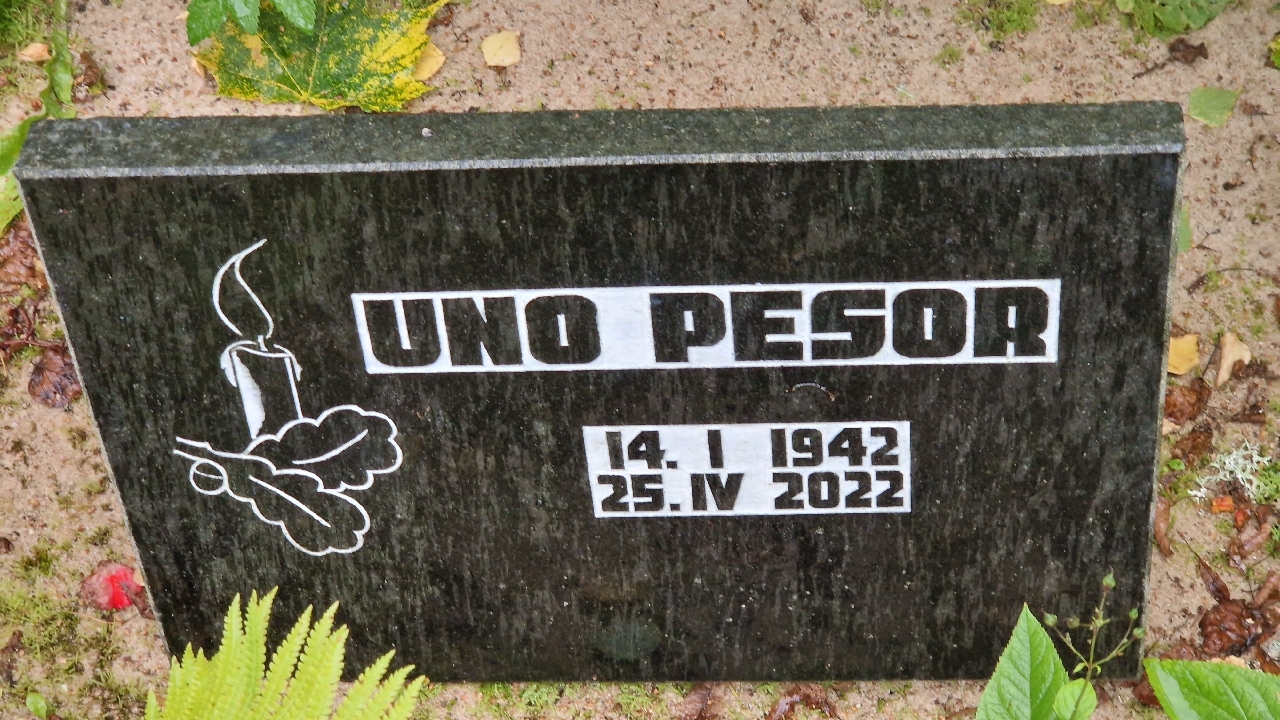 UNO PESOR
14. I 1942
25. IV 2022